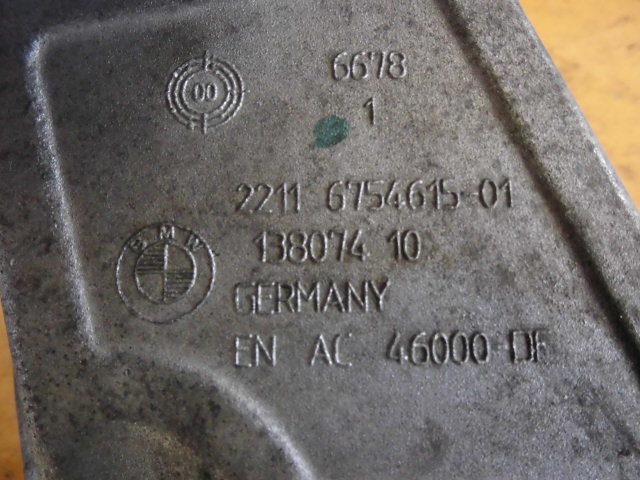 00
6678
1
2211 6754615-01
BMW
138074 10
GERMANY
EN AC 46000-DF